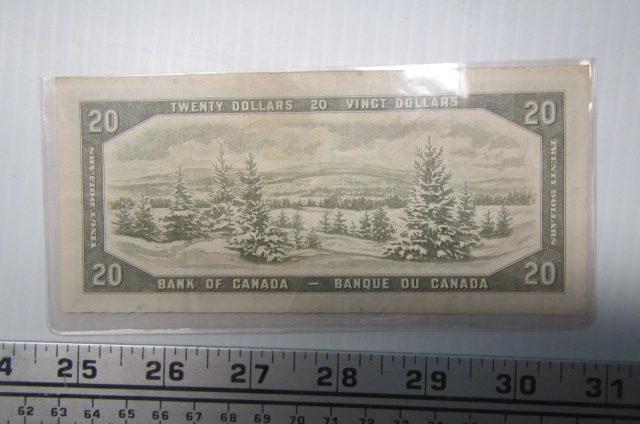 TWENTY DOLLARS 20 VINGT DOLLARS
20 20
VINGT DOLLARS
TWENTY DOLLARS
20 20
BANK OF CANADA — BANQUE DU CANADA
4 25 26 27 28 29 30 31
62 63 64 65 66 67 68 69 70 71 72 73 74 75 76 77 78